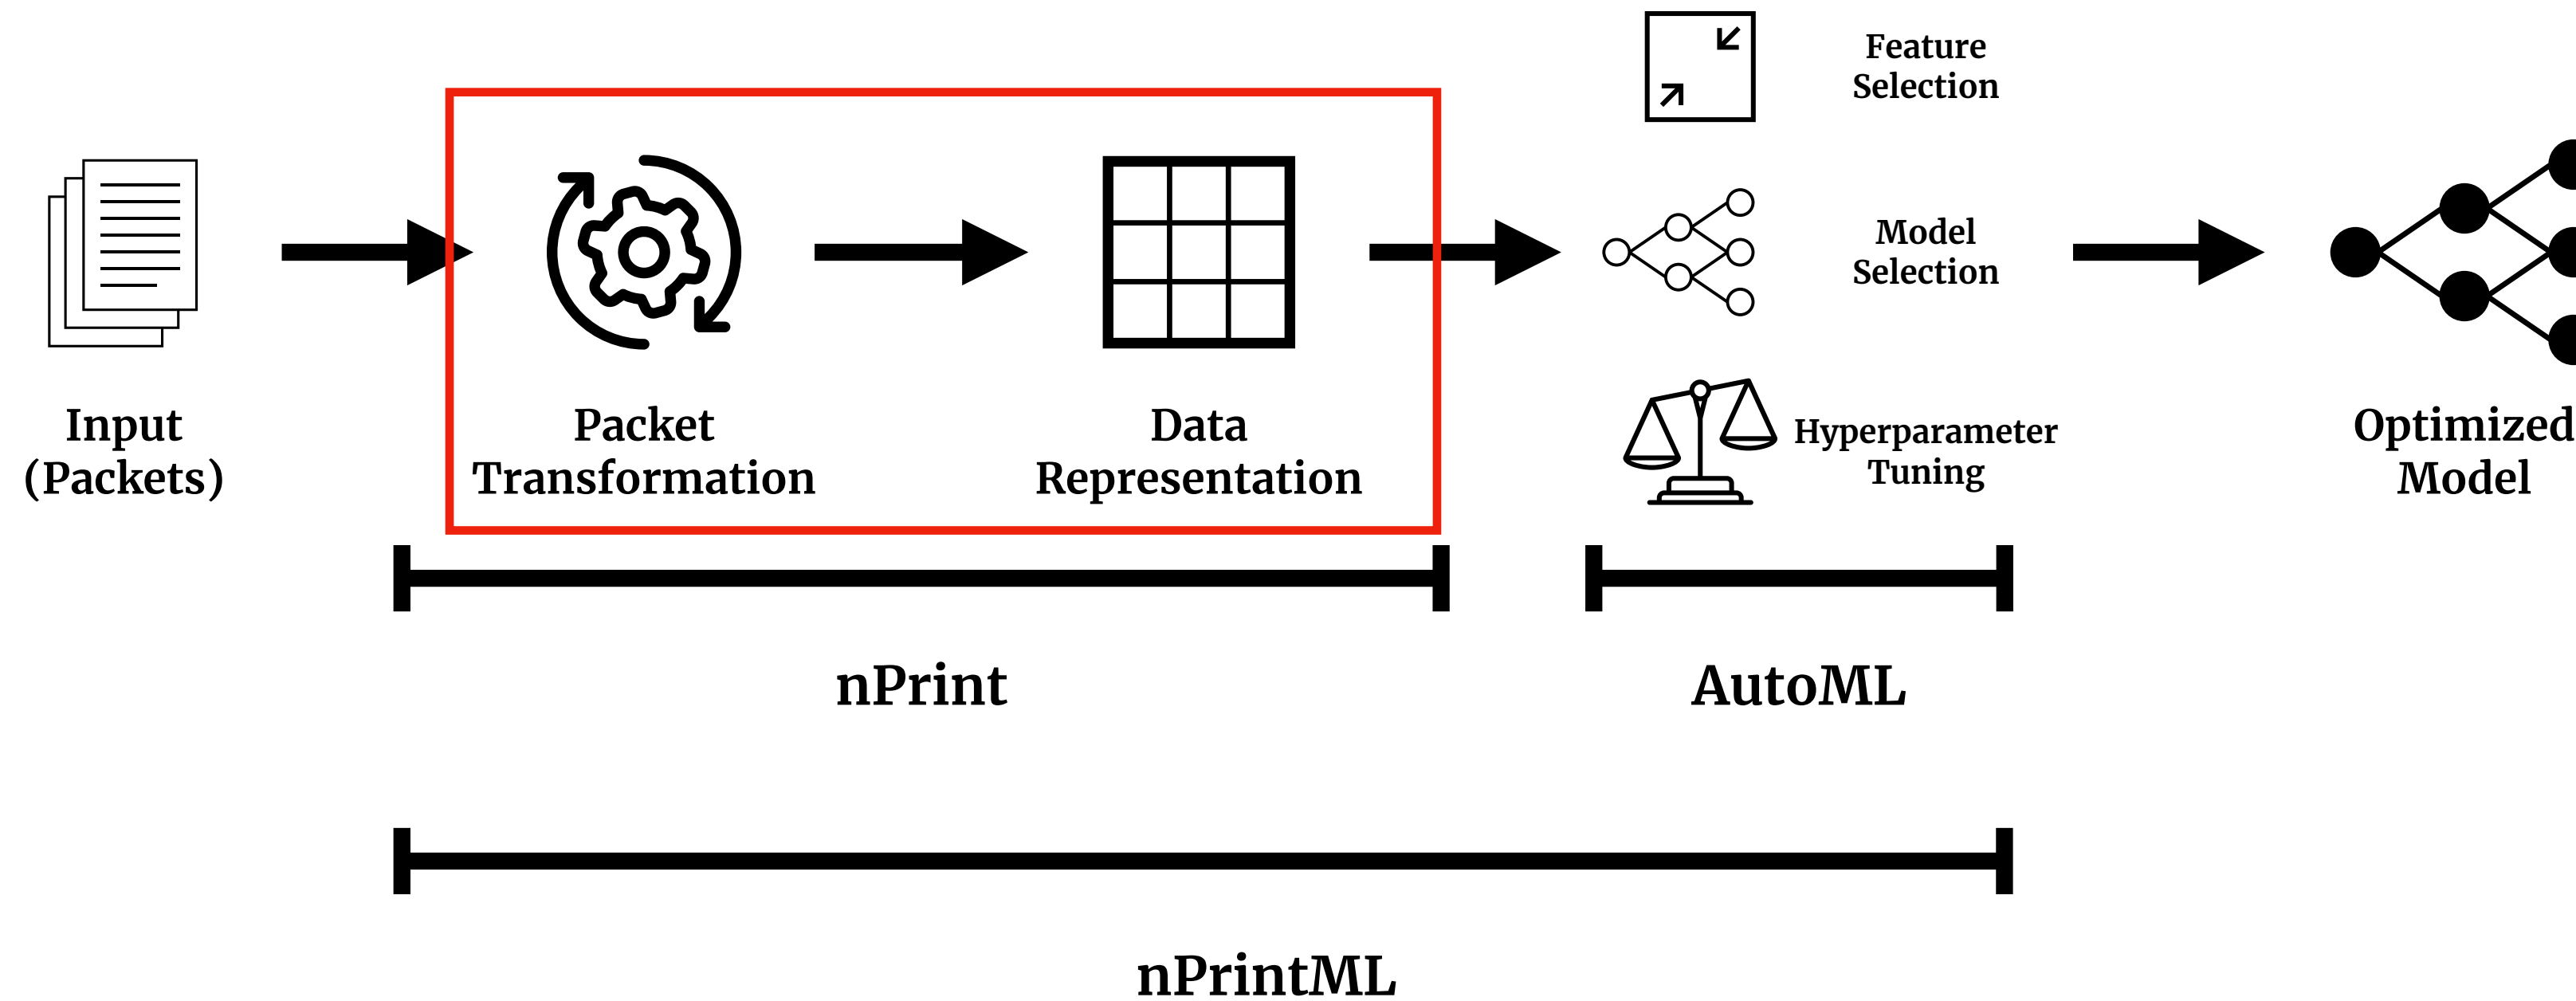 Input
(Packets)
Packet
Transformation
Data
Representation
Feature
Selection
Model
Selection
Hyperparameter
Tuning
Optimized
Model
nPrint
AutoML
nPrintML